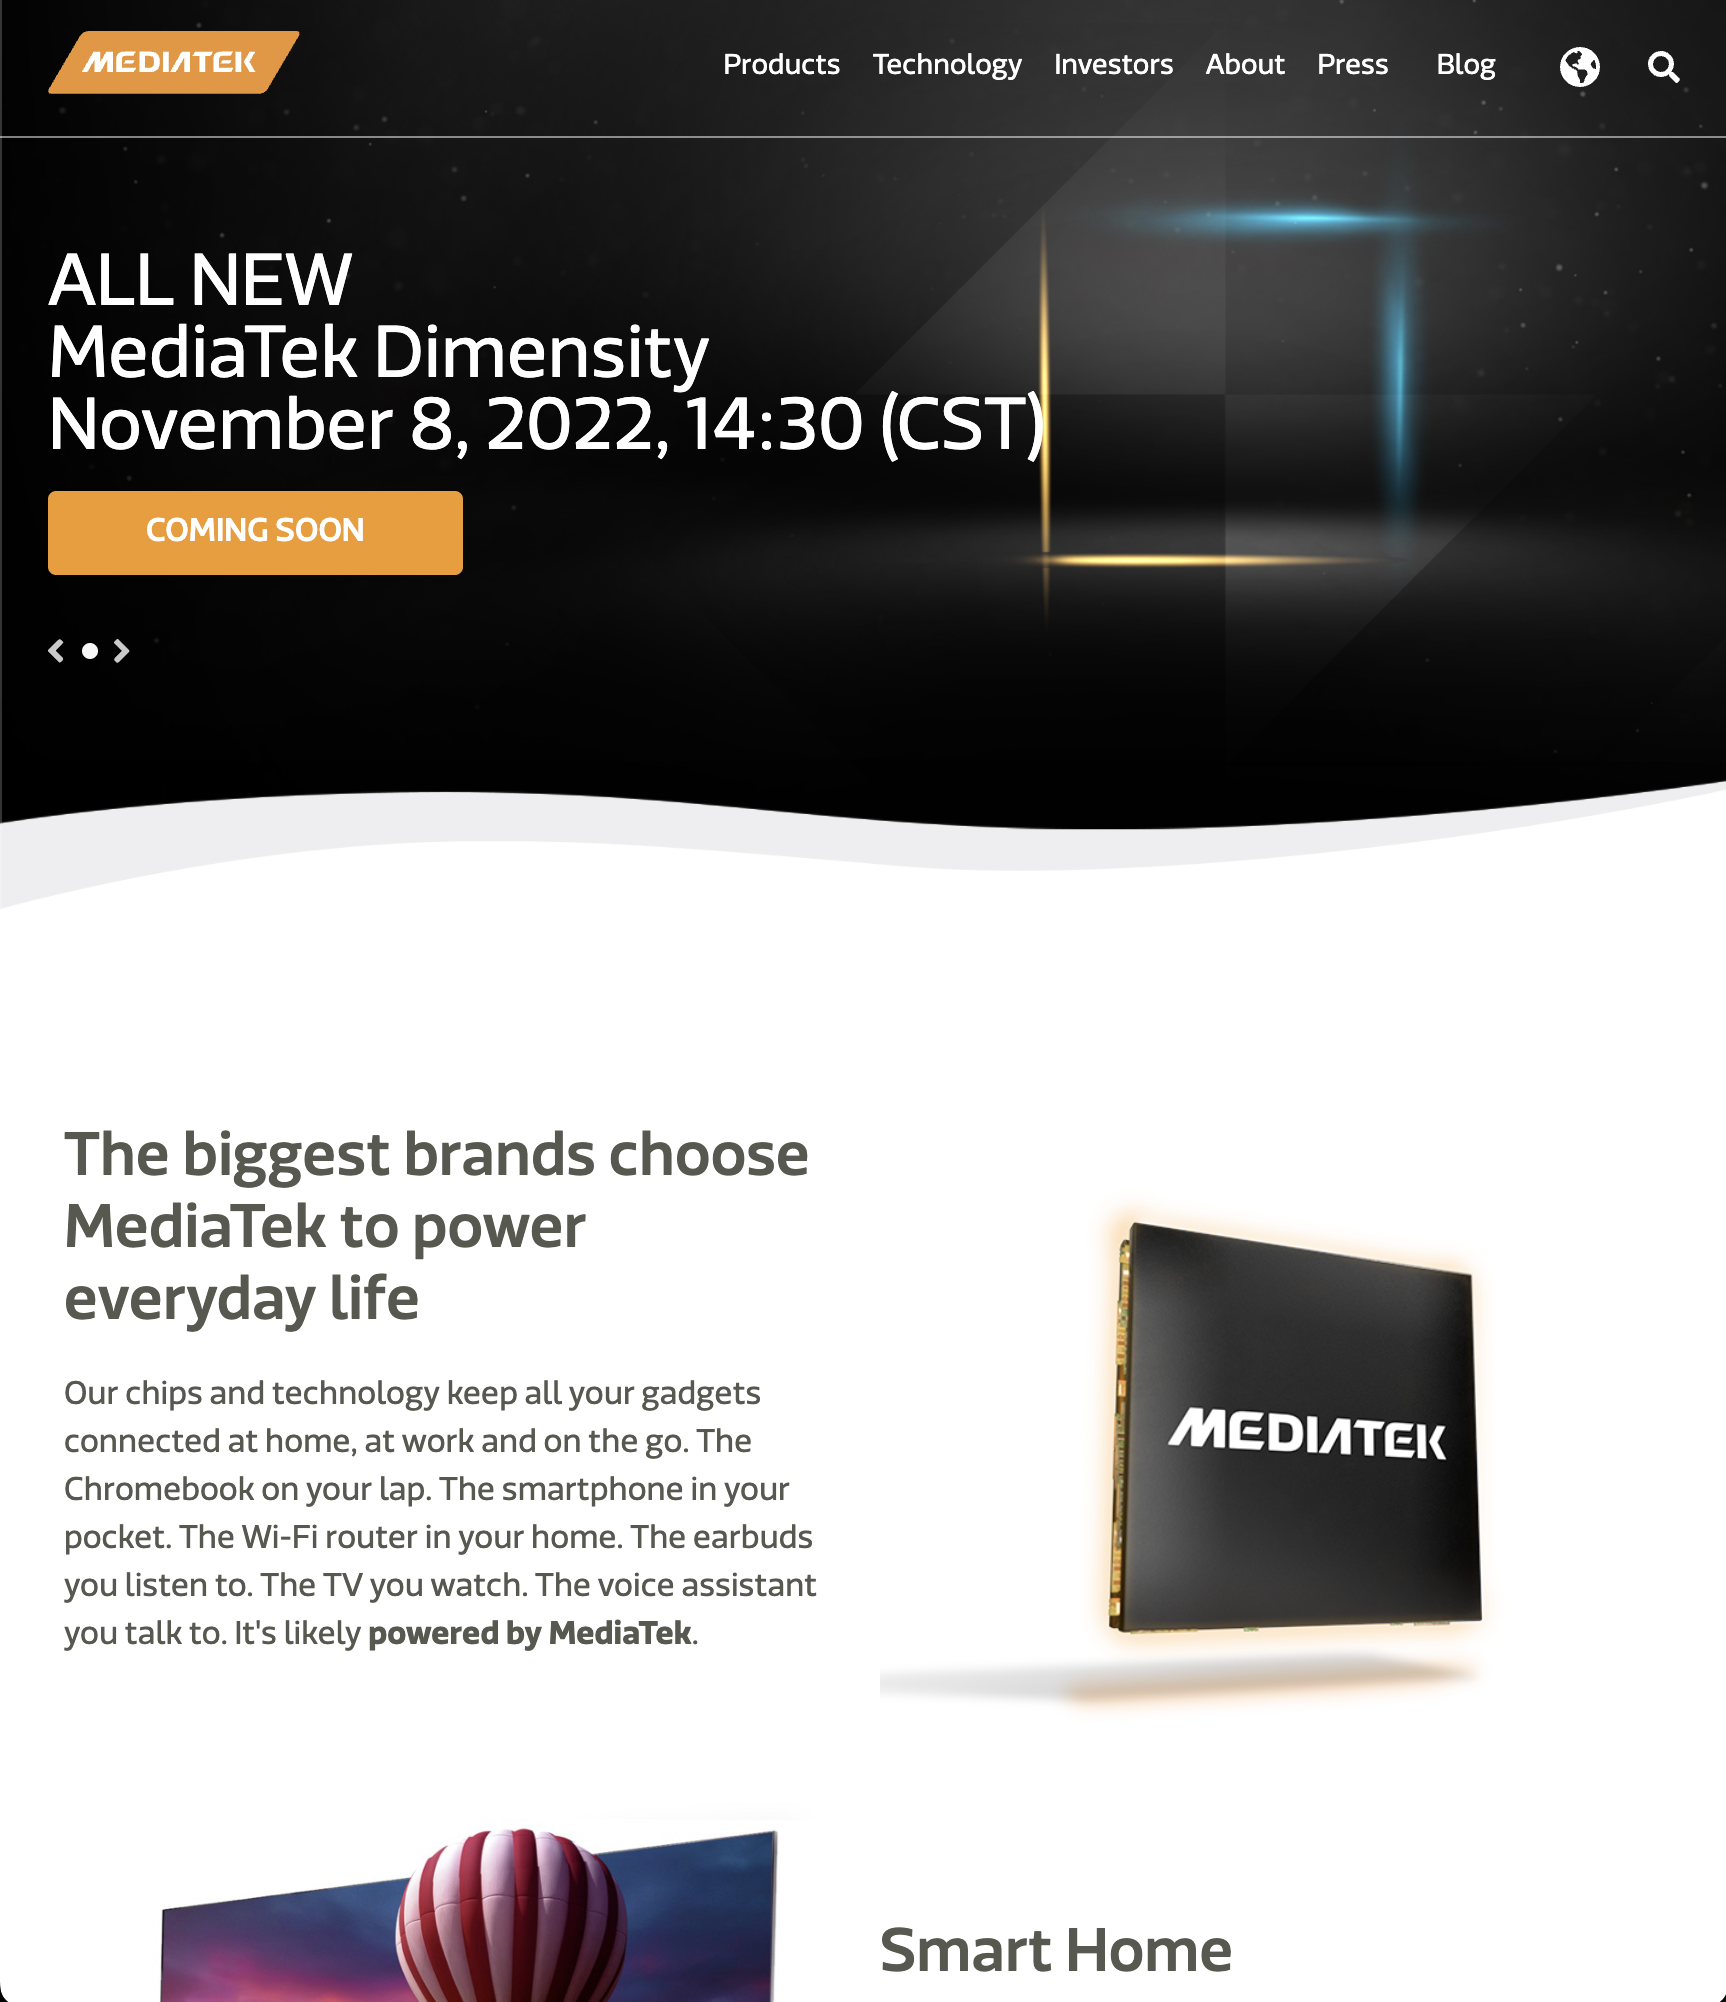 MEDIATEK
Products Technology Investors About Press Blog
ALL NEW
MediaTek Dimensity
November 8, 2022, 14:30 (CST)
COMING SOON
The biggest brands choose
MediaTek to power
everyday life
Our chips and technology keep all your gadgets
connected at home, at work and on the go. The
Chromebook on your lap. The smartphone in your
pocket. The Wi-Fi router in your home. The earbuds
you listen to. The TV you watch. The voice assistant
you talk to. It's likely powered by MediaTek.
MEDIATEK
Smart Home